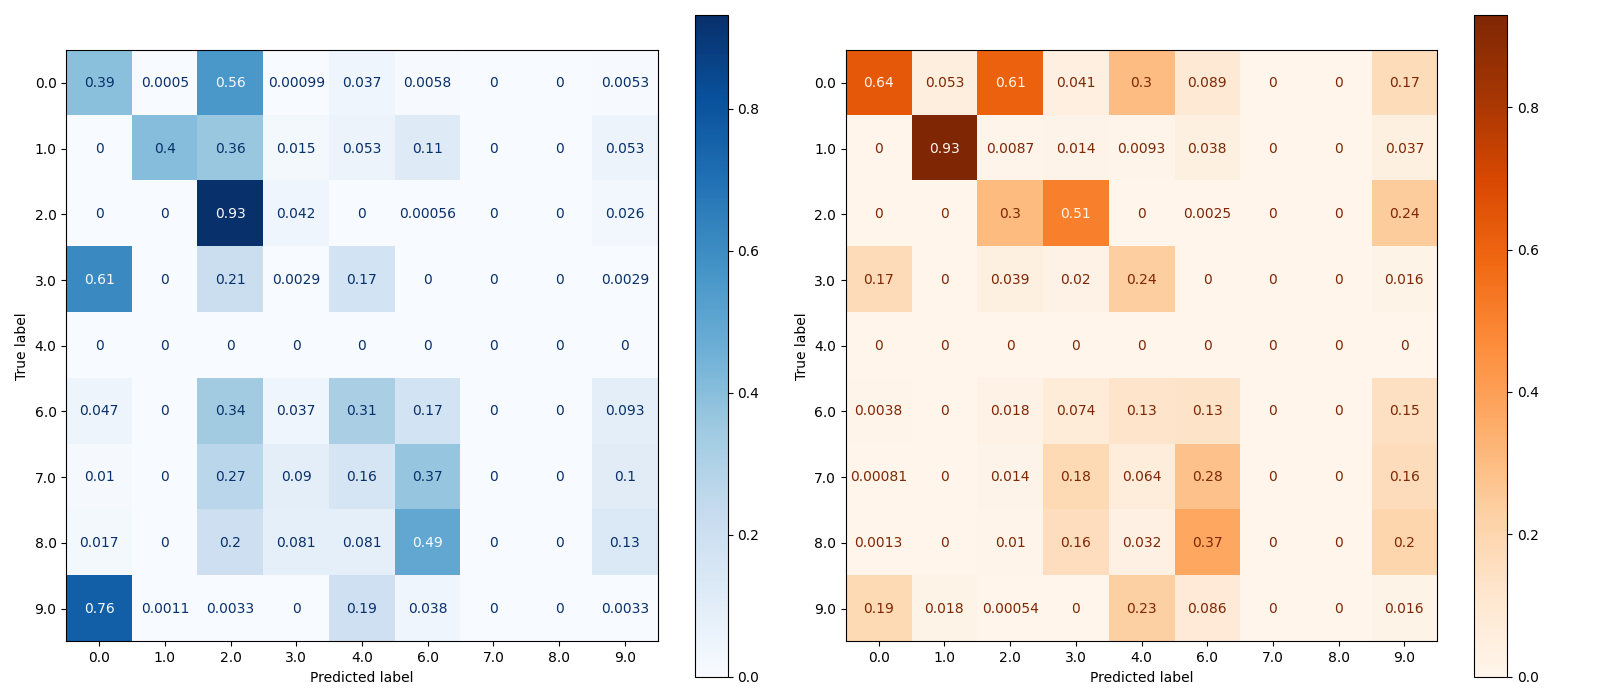 0.0 0.39 0.0005 0.56 0.00099 0.037 0.0058 0 0 0.0053
1.0 0 0.4 0.36 0.015 0.053 0.11 0 0 0.053
2.0 0 0 0.93 0.042 0 0.00056 0 0 0.026
3.0 0.61 0 0.21 0.0029 0.17 0 0 0 0.0029
4.0 0 0 0 0 0 0 0 0 0
6.0 0.047 0 0.34 0.037 0.31 0.17 0 0 0.093
7.0 0.01 0 0.27 0.09 0.16 0.37 0 0 0.1
8.0 0.017 0 0.2 0.081 0.081 0.49 0 0 0.13
9.0 0.76 0.0011 0.0033 0 0.19 0.038 0 0 0.0033
0.0 1.0 2.0 3.0 4.0 6.0 7.0 8.0 9.0
Predicted label
True label
0.8
0.6
0.4
0.2
0.0
0.0 0.64 0.053 0.61 0.041 0.3 0.089 0 0 0.17
1.0 0 0.93 0.0087 0.014 0.0093 0.038 0 0 0.037
2.0 0 0 0.3 0.51 0 0.0025 0 0 0.24
3.0 0.17 0 0.039 0.02 0.24 0 0 0 0.016
4.0 0 0 0 0 0 0 0 0 0
6.0 0.0038 0 0.018 0.074 0.13 0.13 0 0 0.15
7.0 0.00081 0 0.014 0.18 0.064 0.28 0 0 0.16
8.0 0.0013 0 0.01 0.16 0.032 0.37 0 0 0.2
9.0 0.19 0.018 0.00054 0 0.23 0.086 0 0 0.016
0.0 1.0 2.0 3.0 4.0 6.0 7.0 8.0 9.0
Predicted label
True label
0.8
0.6
0.4
0.2
0.0